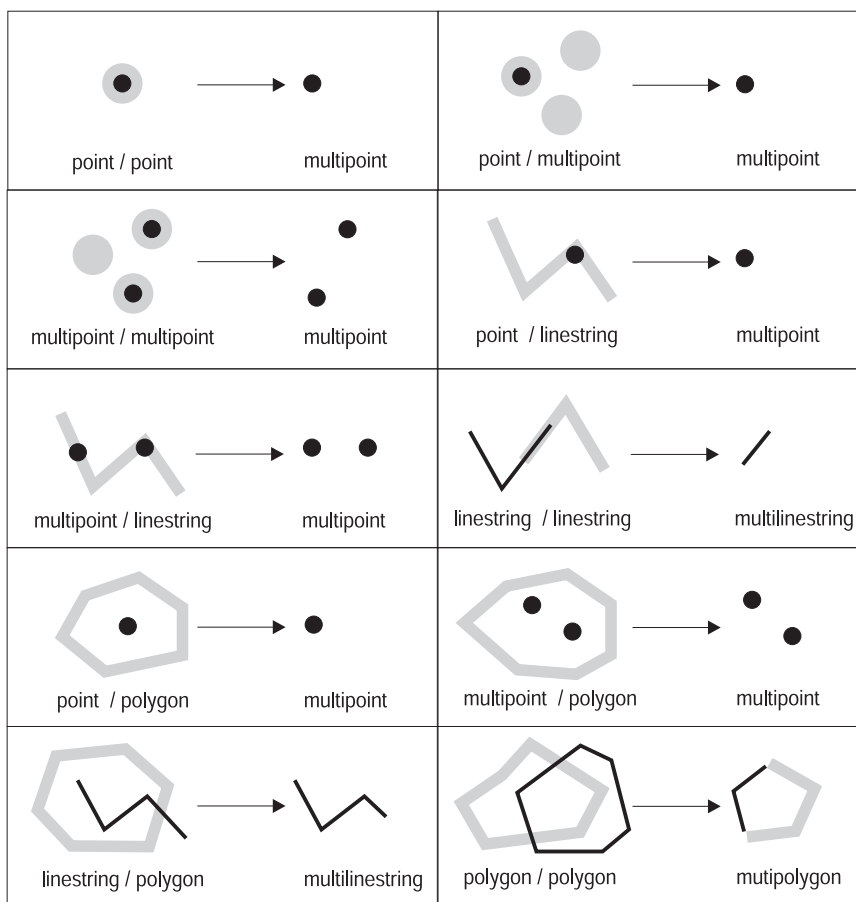 point / point
multipoint
point / multipoint
multipoint
multipoint / multipoint
multipoint
point / linestring
multipoint
multipoint / linestring
multipoint
linestring / linestring
multilinestring
point / polygon
multipoint
multipoint / polygon
multipoint
linestring / polygon
multilinestring
polygon / polygon
mutipolygon